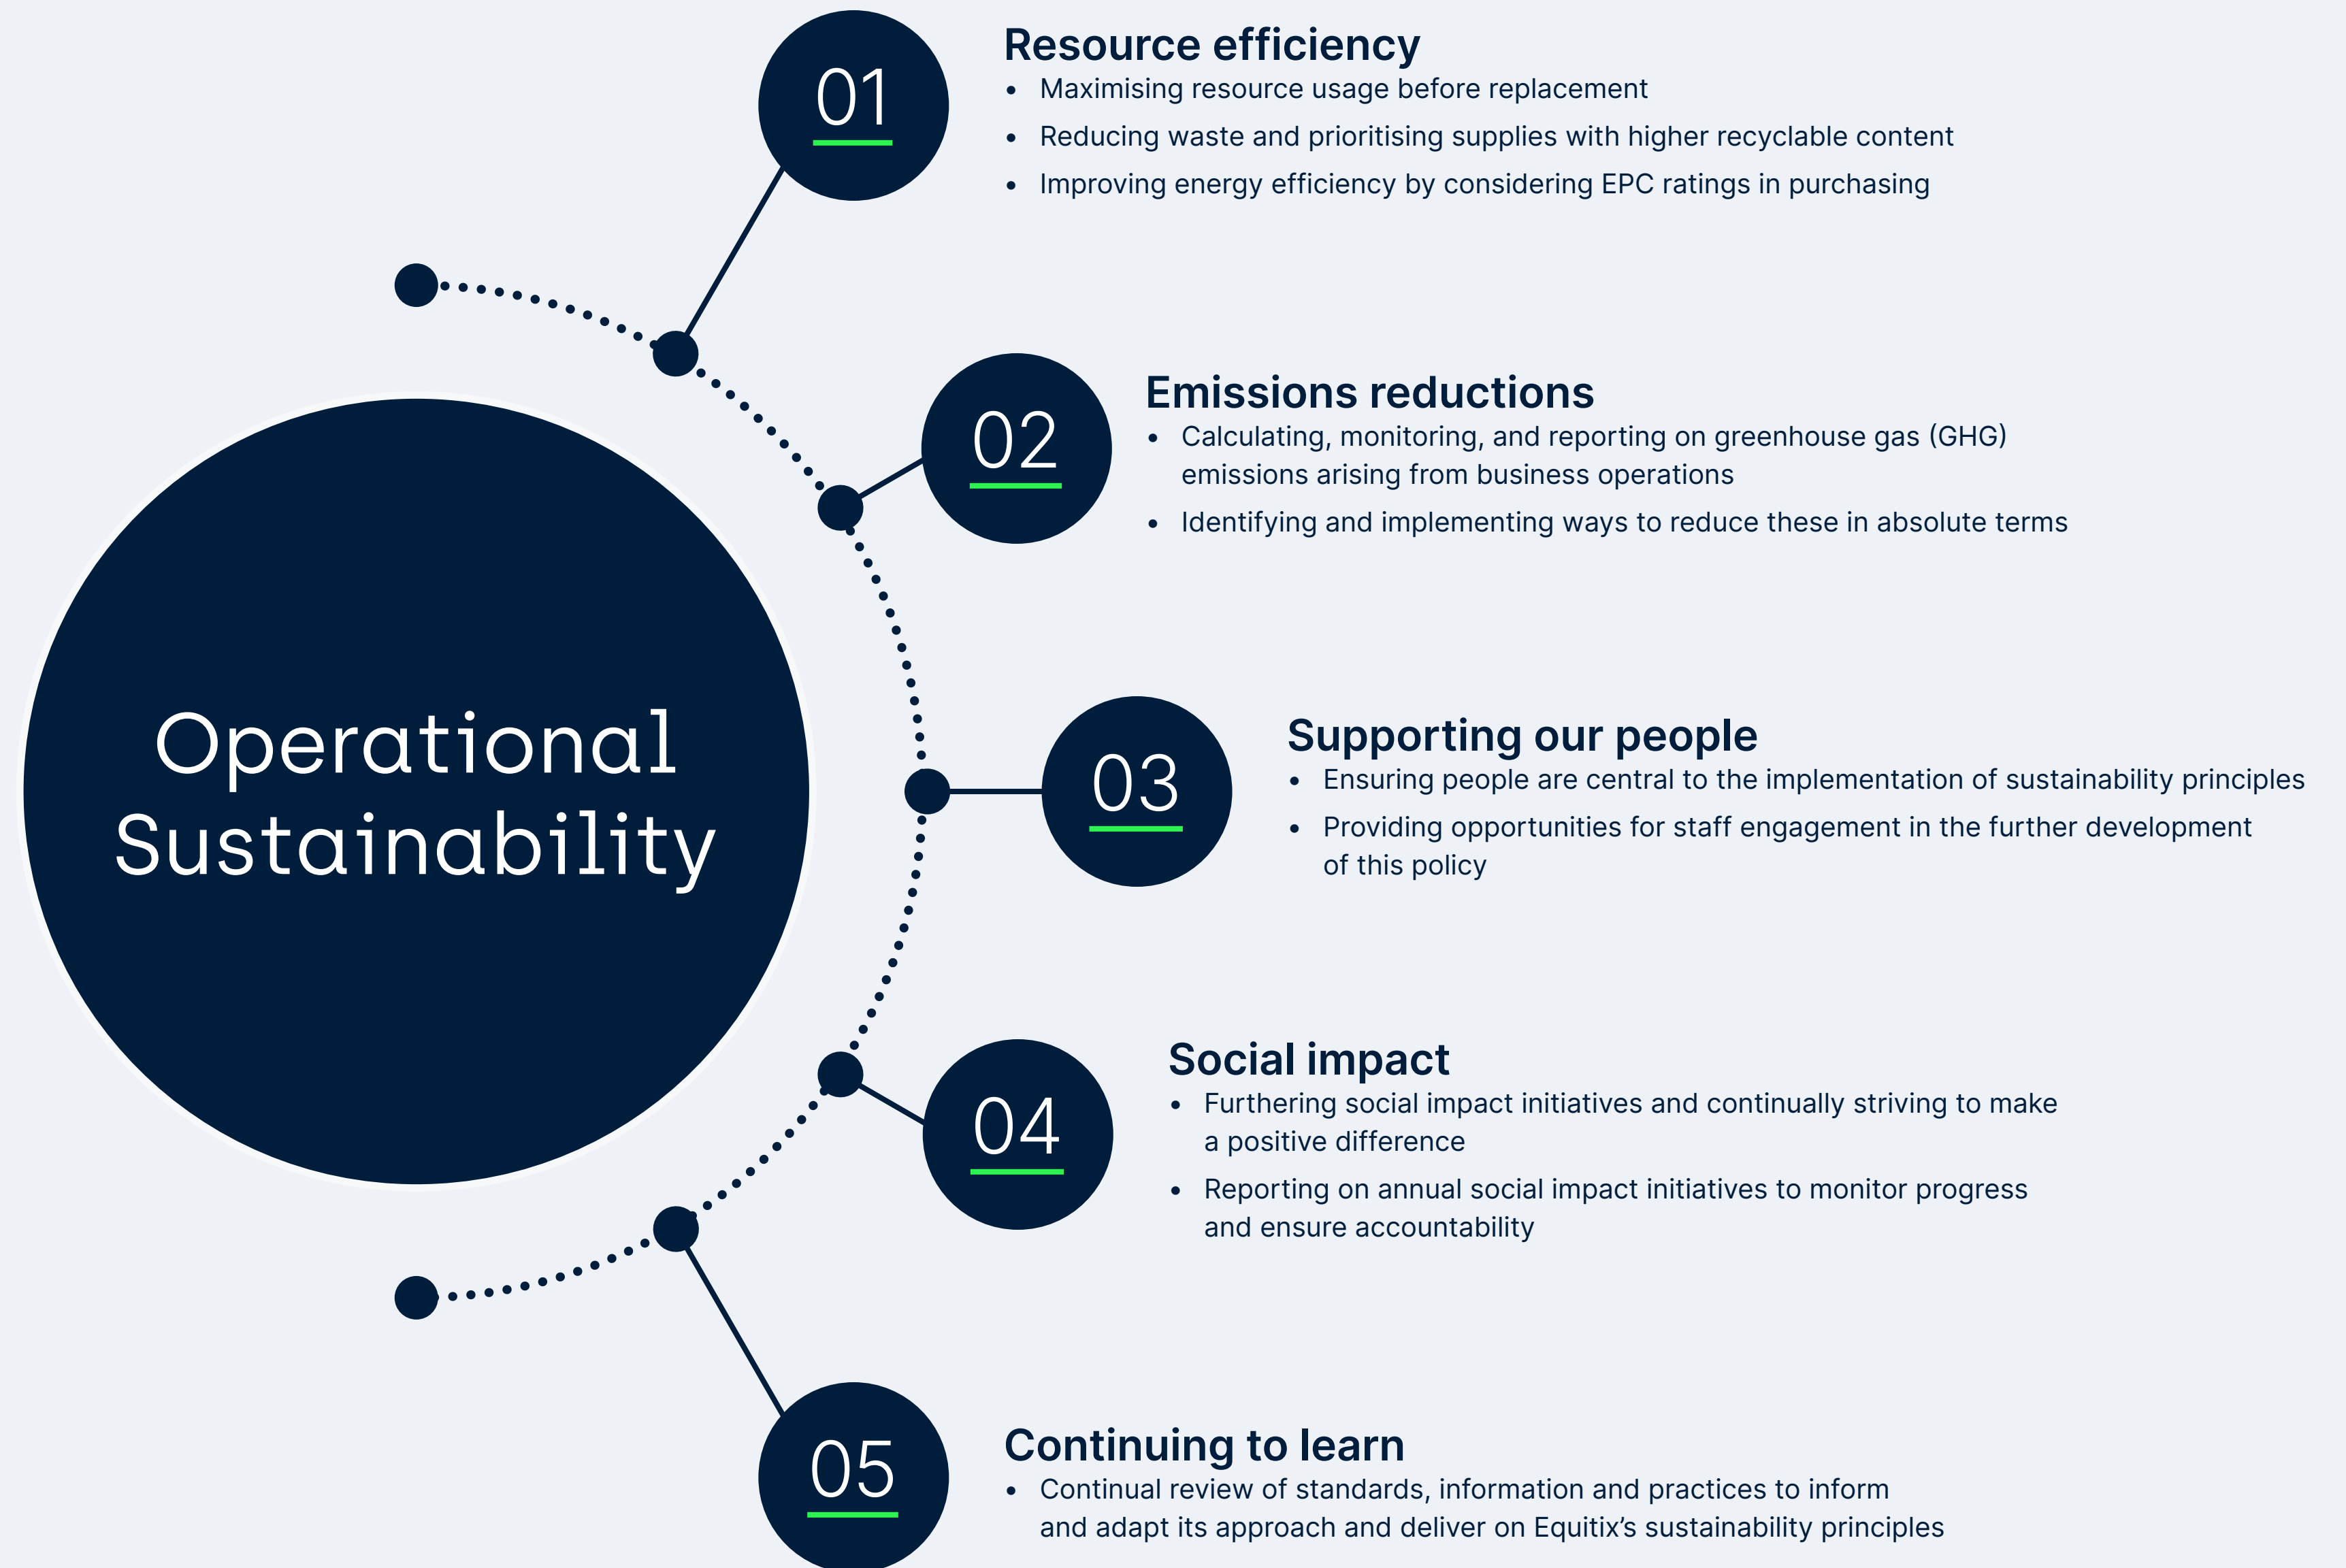 01
Resource efficiency
• Maximising resource usage before replacement
• Reducing waste and prioritising supplies with higher recyclable content
• Improving energy efficiency by considering EPC ratings in purchasing
02
Emissions reductions
• Calculating, monitoring, and reporting on greenhouse gas (GHG)
emissions arising from business operations
• Identifying and implementing ways to reduce these in absolute terms
Operational
Sustainability
03
Supporting our people
• Ensuring people are central to the implementation of sustainability principles
• Providing opportunities for staff engagement in the further development
of this policy
04
Social impact
• Furthering social impact initiatives and continually striving to make
a positive difference
• Reporting on annual social impact initiatives to monitor progress
and ensure accountability
05
Continuing to learn
• Continual review of standards, information and practices to inform
and adapt its approach and deliver on Equitix’s sustainability principles